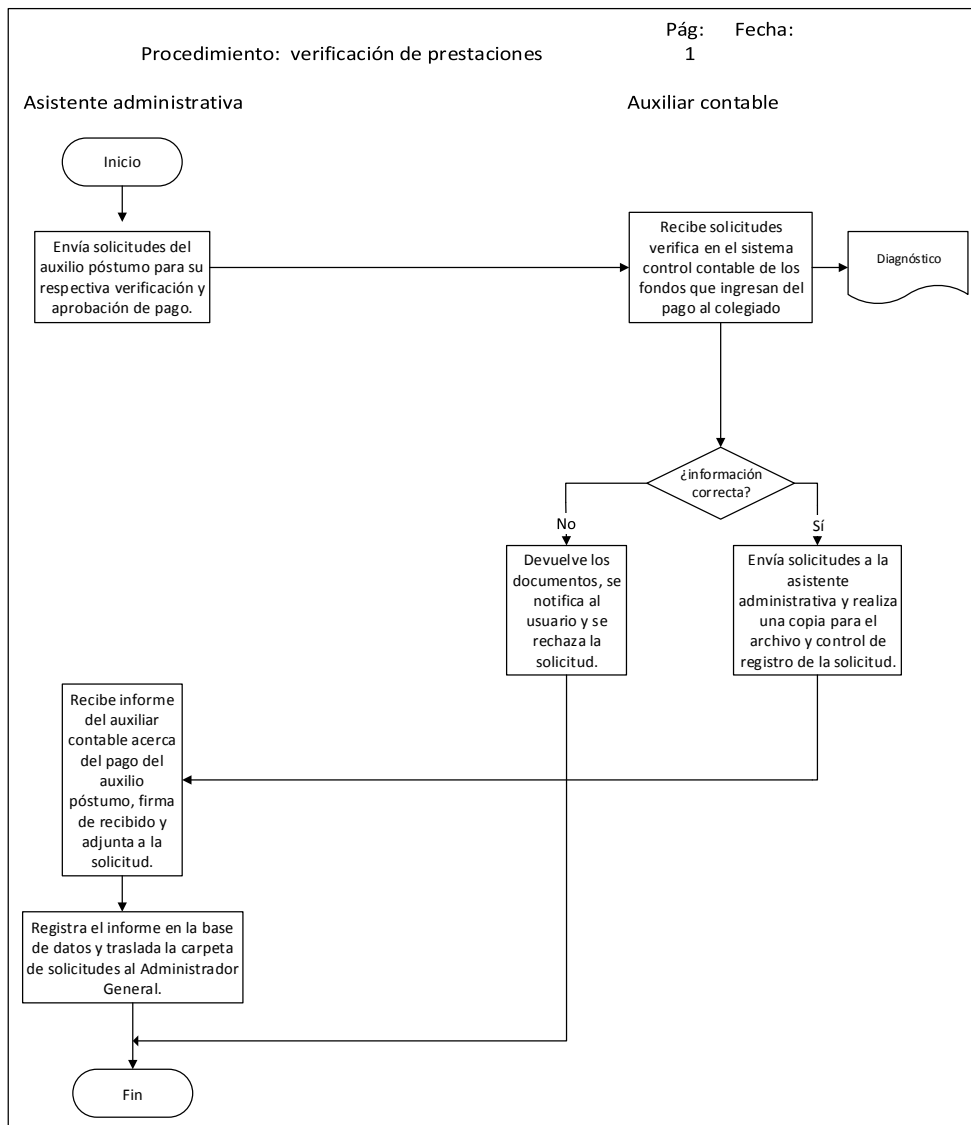 Pág: Fecha:
Procedimiento: verificación de prestaciones 1
Asistente administrativa Auxiliar contable
Inicio
Envía solicitudes del
auxilio póstumo para su
respectiva verificación y
aprobación de pago.
Recibe solicitudes
verifica en el sistema
control contable de los
fondos que ingresan del
pago al colegiado
Diagnóstico
¿información
correcta?
No
Sí
Devuelve los
documentos, se
notifica al
usuario y se
rechaza la
solicitud.
Envía solicitudes a la
asistente
administrativa y realiza
una copia para el
archivo y control de
registro de la solicitud.
Recibe informe
del auxiliar
contable acerca
del pago del
auxilio
póstumo, firma
de recibido y
adjunta a la
solicitud.
Registra el informe en la base
de datos y traslada la carpeta
de solicitudes al Administrador
General.
Fin